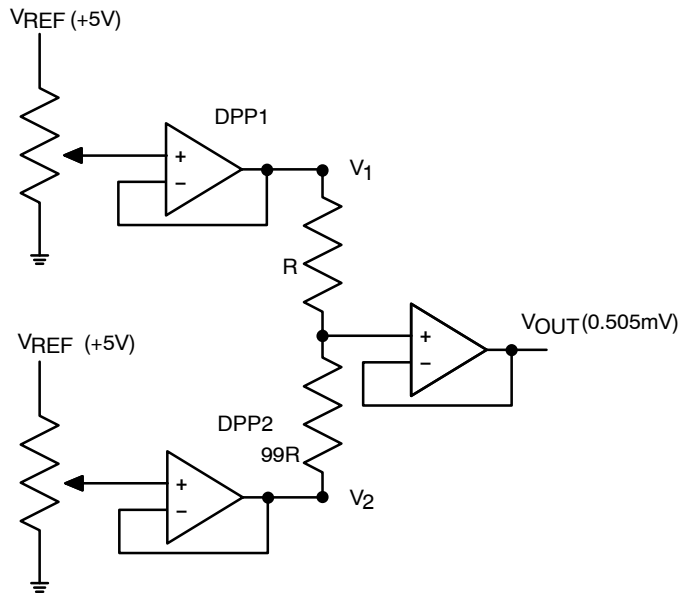 VREF (+5V)
DPP1
+
−
V1
R
+
−
VOUT (0.505mV)
VREF (+5V)
DPP2
99R
+
−
V2